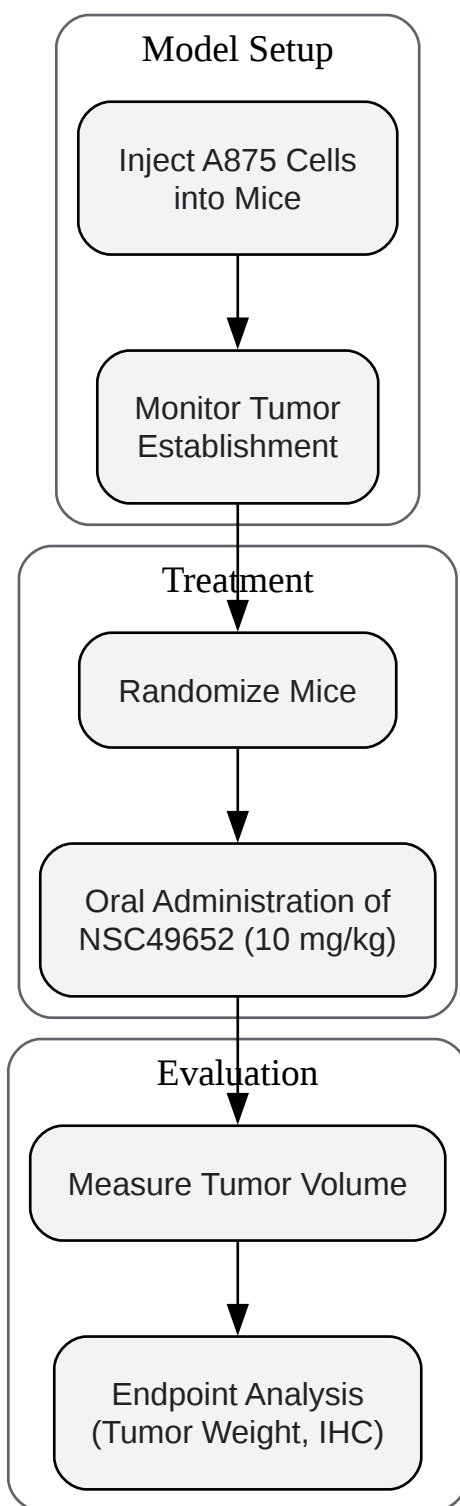 Model Setup
Inject A875 Cells
into Mice
Monitor Tumor
Establishment
Treatment
Randomize Mice
Oral Administration of
NSC49652 (10 mg/kg)
Evaluation
Measure Tumor Volume
Endpoint Analysis
(Tumor Weight, IHC)